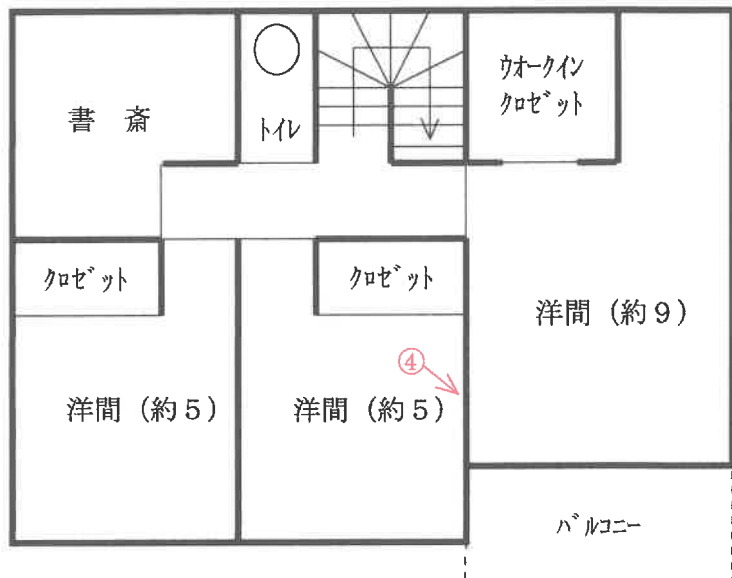 書 斎
トイレ
ウオークイン
クロゼット
クロゼット
クロゼット
洋間（約９）
④
洋間（約５）
洋間（約５）
バルコニー